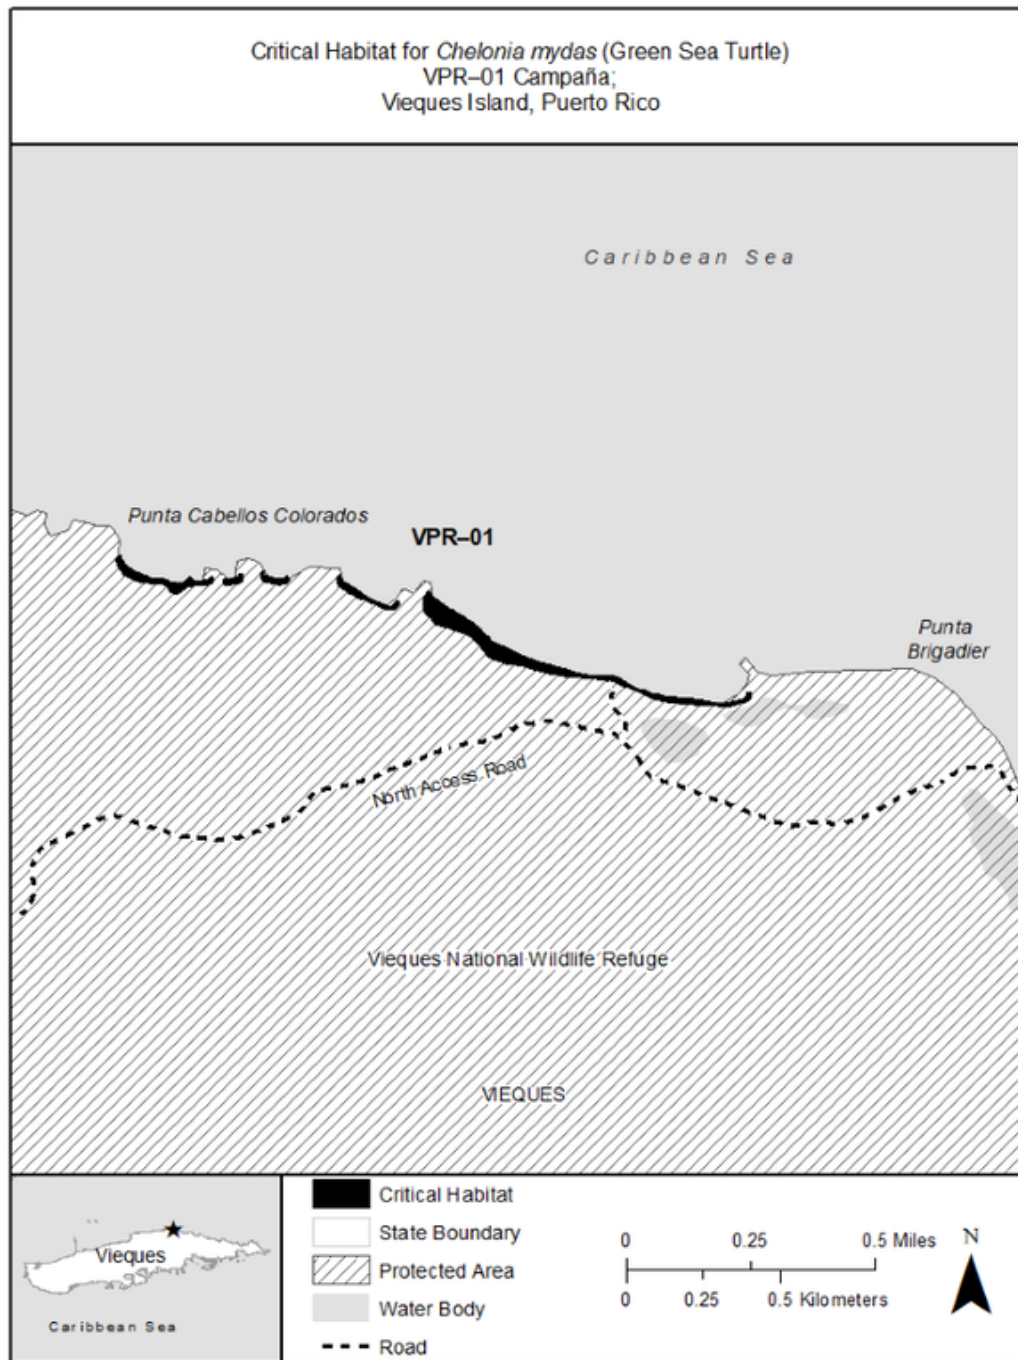 Critical Habitat for Chelonia mydas (Green Sea Turtle)
VPR–01 Campaña;
Vieques Island, Puerto Rico
Caribbean Sea
Punta Cabellos Colorados
VPR–01
Punta
Brigadier
North Access Road
Vieques National Wildlife Refuge
VIEQUES
Vieques
Caribbean Sea
Critical Habitat
State Boundary
Protected Area
Water Body
Road
0 0.25 0.5 Miles
0 0.25 0.5 Kilometers
N